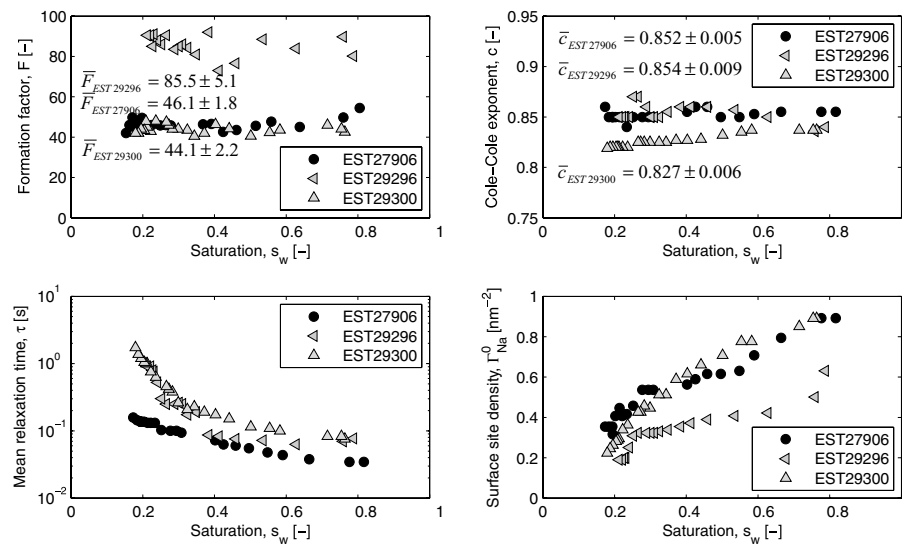 100
80
60
40
20
0
Formation factor, F [−]
F̅EST29296 = 85.5 ± 5.1
F̅EST27906 = 46.1 ± 1.8
F̅EST29300 = 44.1 ± 2.2
EST27906
EST29296
EST29300
0 0.2 0.4 0.6 0.8 1
Saturation, sw [−]
0.95
0.9
0.85
0.8
0.75
Cole−Cole exponent, c [−]
c̅EST27906 = 0.852 ± 0.005
c̅EST29296 = 0.854 ± 0.009
c̅EST29300 = 0.827 ± 0.006
EST27906
EST29296
EST29300
0 0.2 0.4 0.6 0.8 1
Saturation, sw [−]
10^1
10^0
10^−1
10^−2
Mean relaxation time, τ [s]
EST27906
EST29296
EST29300
0 0.2 0.4 0.6 0.8 1
Saturation, sw [−]
1
0.8
0.6
0.4
0.2
0
Surface site density, Γ^0_Na [nm^−2]
EST27906
EST29296
EST29300
0 0.2 0.4 0.6 0.8 1
Saturation, sw [−]